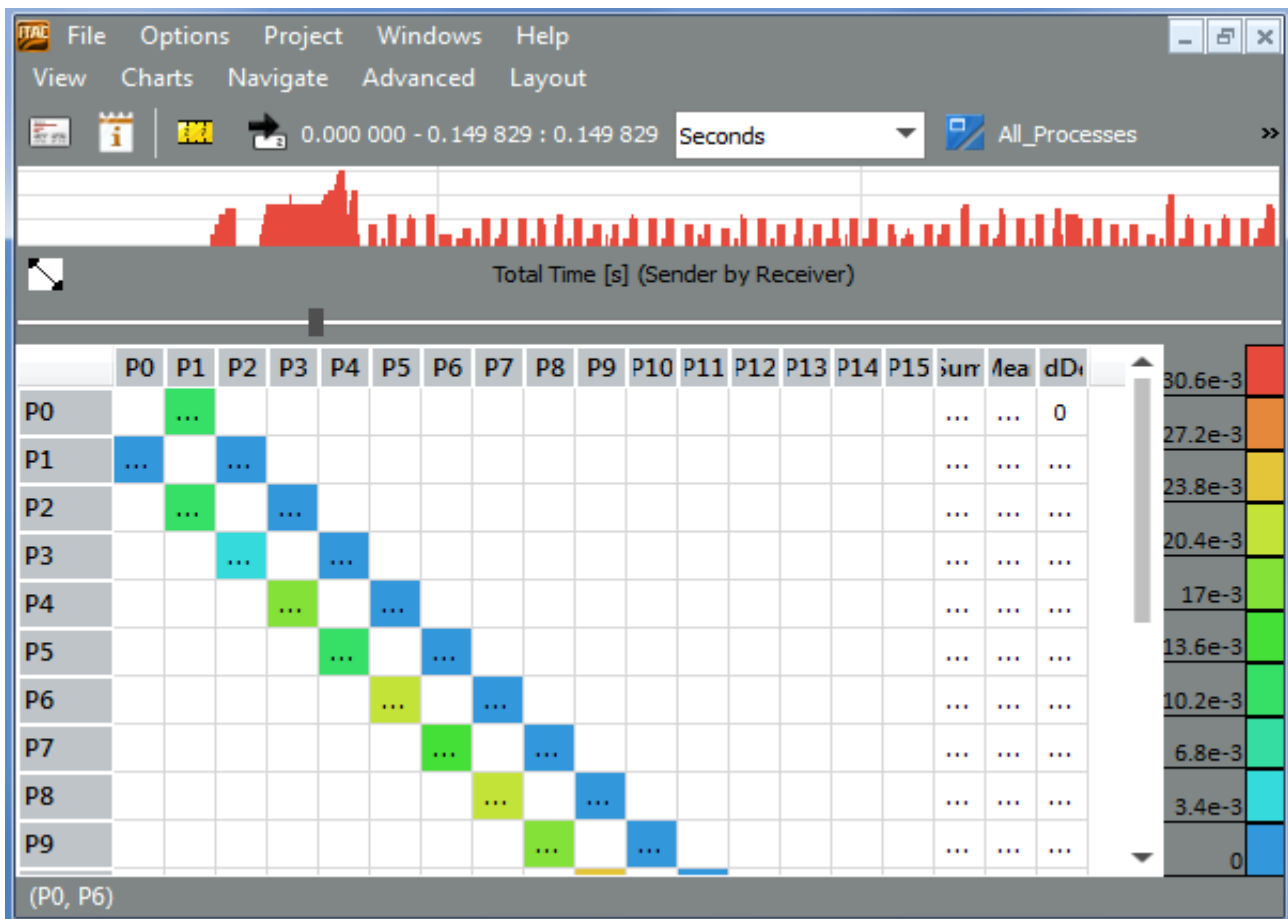 ITAC File Options Project Windows Help
View Charts Navigate Advanced Layout
0.000 000 - 0.149 829 : 0.149 829 Seconds All_Processes »
Total Time [s] (Sender by Receiver)
P0 P1 P2 P3 P4 P5 P6 P7 P8 P9 P10 P11 P12 P13 P14 P15 Sum Mea dDe
30.6e-3
P0 ... ... ... 0
27.2e-3
P1 ... ... ... ... ...
23.8e-3
P2 ... ... ... ... ...
20.4e-3
P3 ... ... ... ... ...
17e-3
P4 ... ... ... ... ...
13.6e-3
P5 ... ... ... ... ...
10.2e-3
P6 ... ... ... ... ...
6.8e-3
P7 ... ... ... ... ...
3.4e-3
P8 ... ... ... ... ...
P9 ... ... ... ... ...
0
(P0, P6)